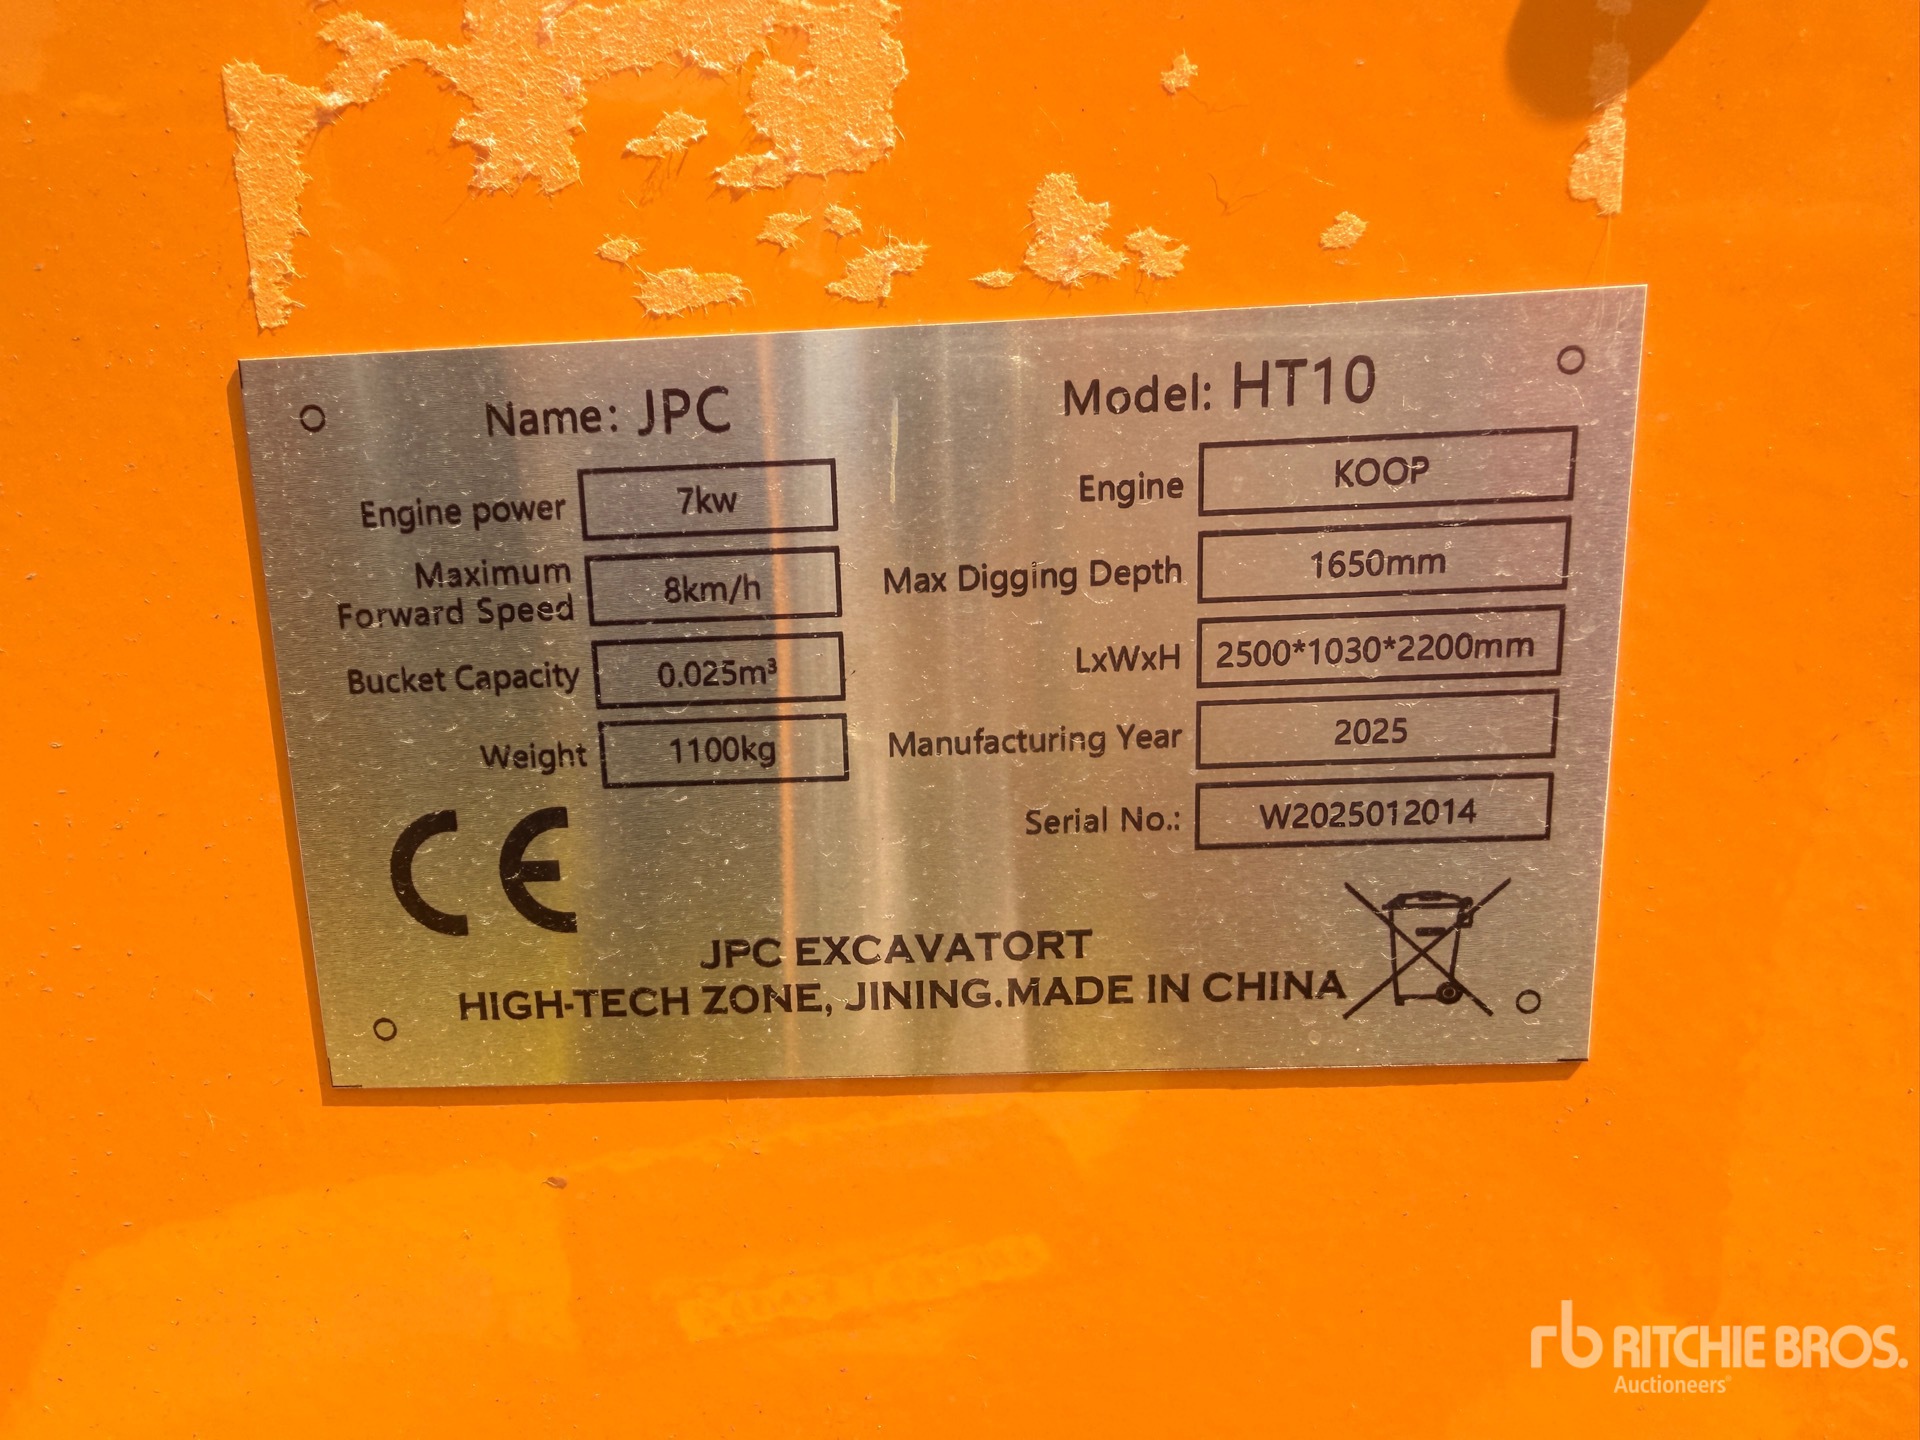 Name: JPC
Model: HT10
Engine power 7kw
Engine KOOP
Maximum
Forward Speed 8km/h
Max Digging Depth 1650mm
Bucket Capacity 0.025m³
LxWxH 2500*1030*2200mm
Weight 1100kg
Manufacturing Year 2025
Serial No.: W2025012014
CE
JPC EXCAVATORT
HIGH-TECH ZONE, JINING.MADE IN CHINA
rb RITCHIE BROS.
Auctioneers